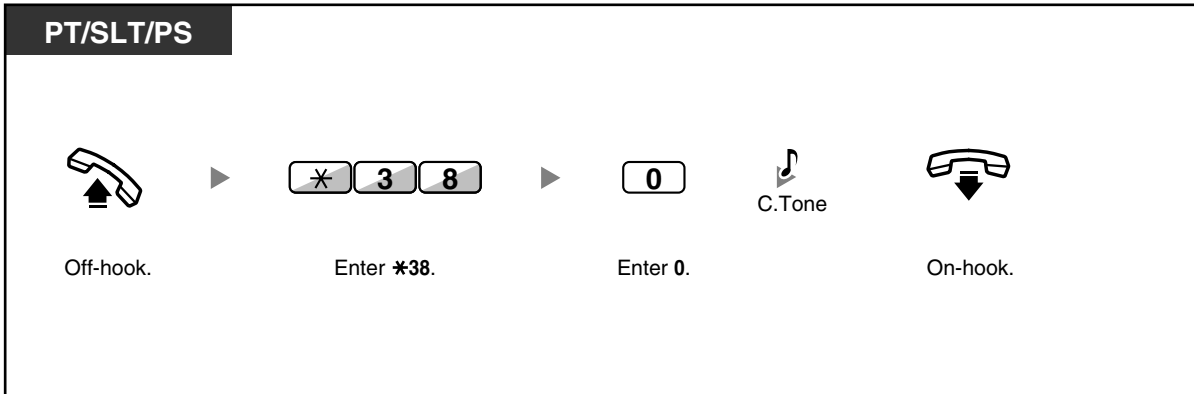 PT/SLT/PS
✳ 3 8 0
C.Tone
Off-hook. Enter ✳38. Enter 0. On-hook.